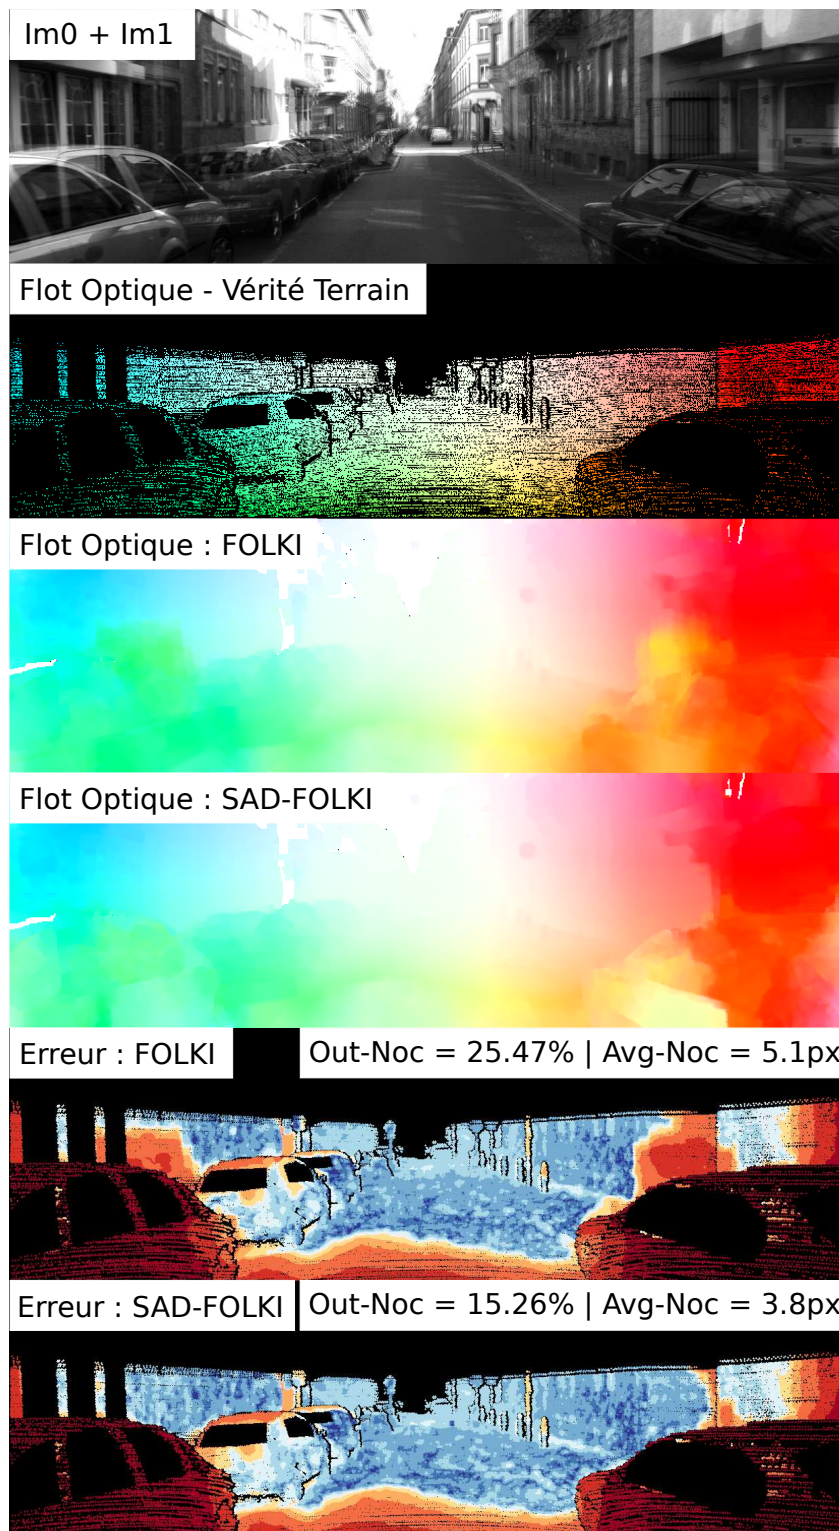 Im0 + Im1
Flot Optique - Vérité Terrain
Flot Optique : FOLKI
Flot Optique : SAD-FOLKI
Erreur : FOLKI
Out-Noc = 25.47% | Avg-Noc = 5.1px
Erreur : SAD-FOLKI
Out-Noc = 15.26% | Avg-Noc = 3.8px